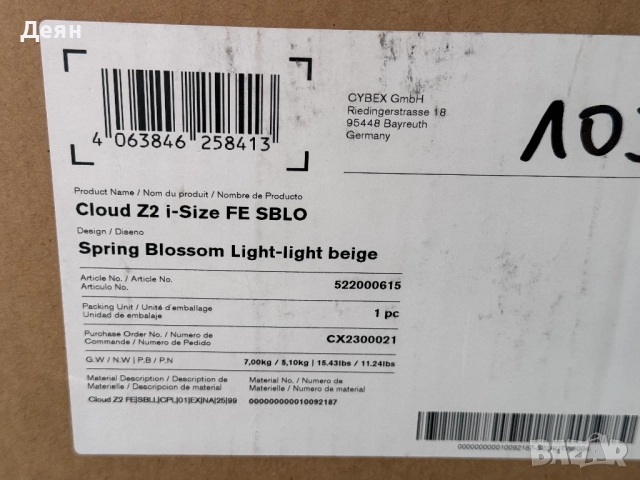 Деян
4 063846 258413
CYBEX GmbH
Riedingerstrasse 18
95448 Bayreuth
Germany
103
Product Name / Nom du produit / Nombre de Producto
Cloud Z2 i-Size FE SBLO
Design / Diseno
Spring Blossom Light-light beige
Article No. / Article No.
Articulo No.
522000615
Packing Unit / Unité d'emballage
Unidad de embalaje
1 pc
Purchase Order No. / Numero de
Commande / Numero de Pedido
CX2300021
G.W / N.W | P.B / P.N
7,00kg / 5,10kg | 15.43lbs / 11.24lbs
Material Description / Description de
Materielle / Descripcion de material
Material No. / Numero de
Materiel / Numero de Material
Cloud Z2 FE|SBLL|CPL|01|EX|NA|25|99
000000000010092187
BAZAR